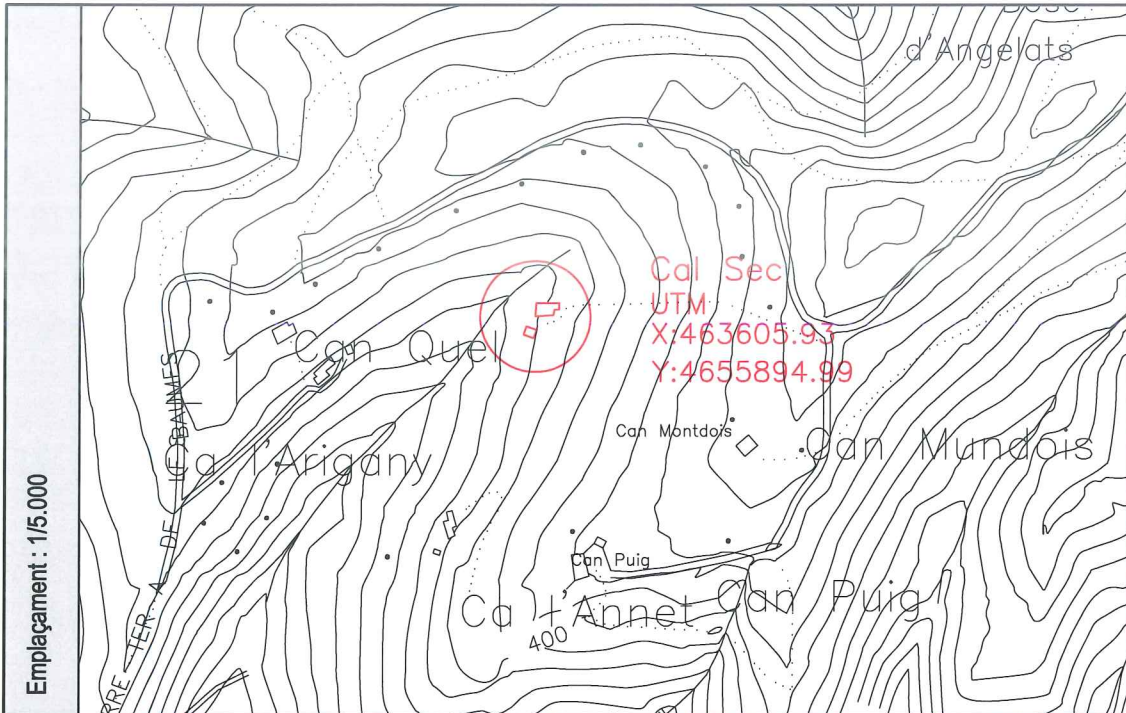 Emplaçament : 1/5.000
d'Angelats
Cal Sec
UTM
X:463605.93
Y:4655894.99
Can Quel
Can Montdois
Can Mundois
Ca l'Arigany
Can Puig
Ca l'Annet
Can Puig
400